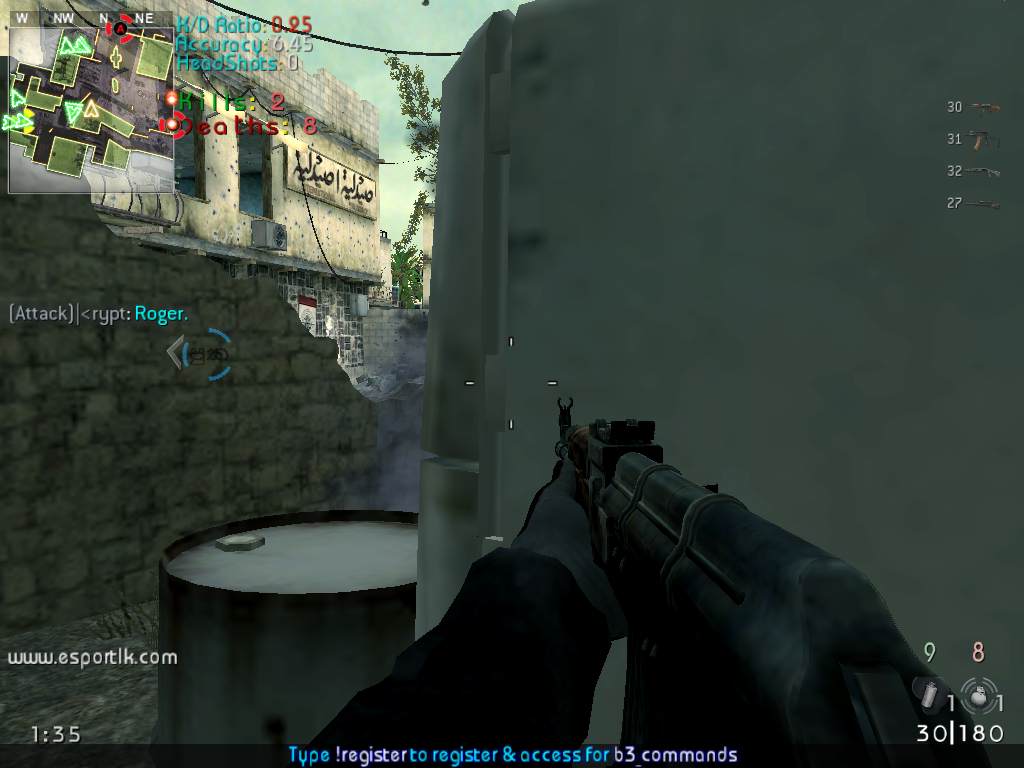 W NW N NE
A
K/D Ratio: 0.25
Accuracy: 6.45
HeadShots: 0
Kills: 2
Deaths: 8
صيدلية | صيدلية
30
31
32
27
[Attack]|<rypt: Roger.
www.esportlk.com
9 8
1 1
1:35
30|180
Type !register to register & access for b3_commands